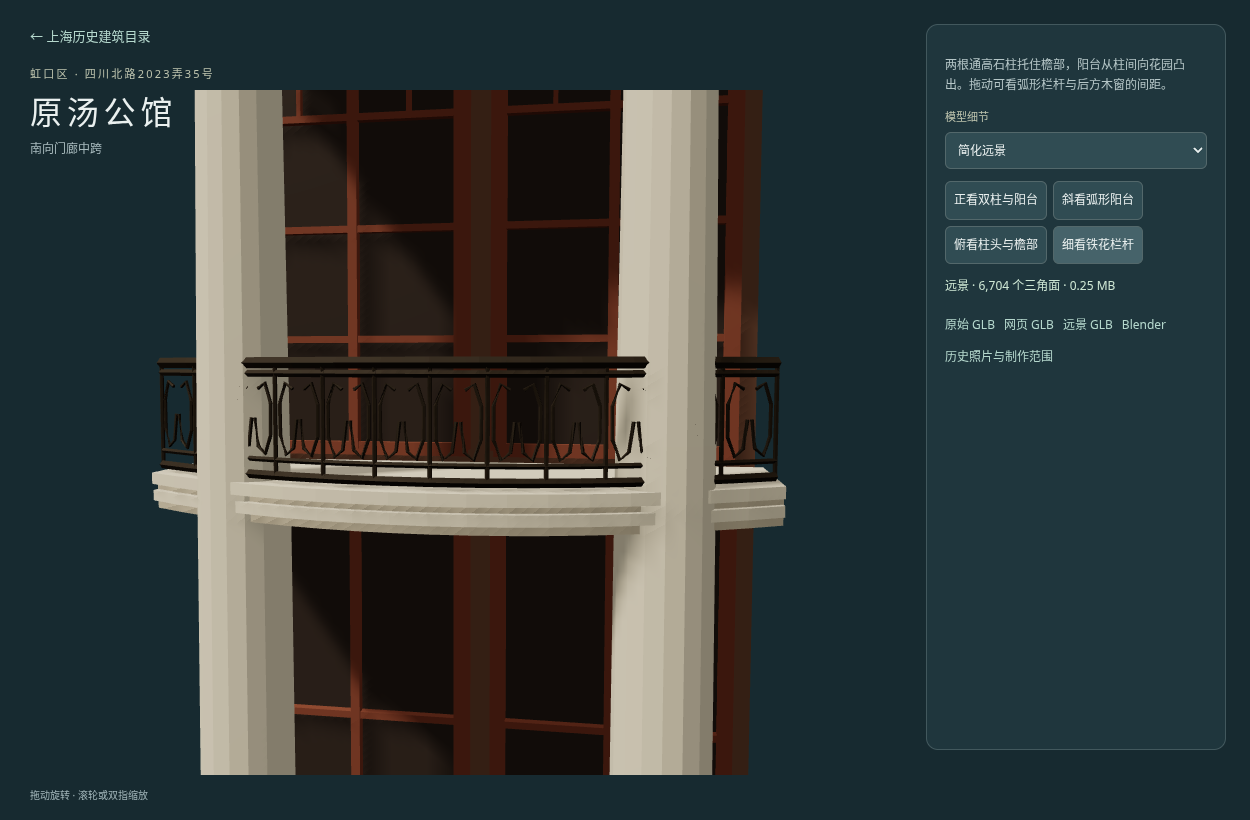 ← 上海历史建筑目录
虹口区 · 四川北路2023弄35号
原汤公馆
南向门廊中跨
两根通高石柱托住檐部，阳台从柱间向花园凸
出。拖动可看弧形栏杆与后方木窗的间距。
模型细节
简化远景
正看双柱与阳台 斜看弧形阳台
俯看柱头与檐部 细看铁花栏杆
远景 · 6,704 个三角面 · 0.25 MB
原始 GLB 网页 GLB 远景 GLB Blender
历史照片与制作范围
拖动旋转 · 滚轮或双指缩放